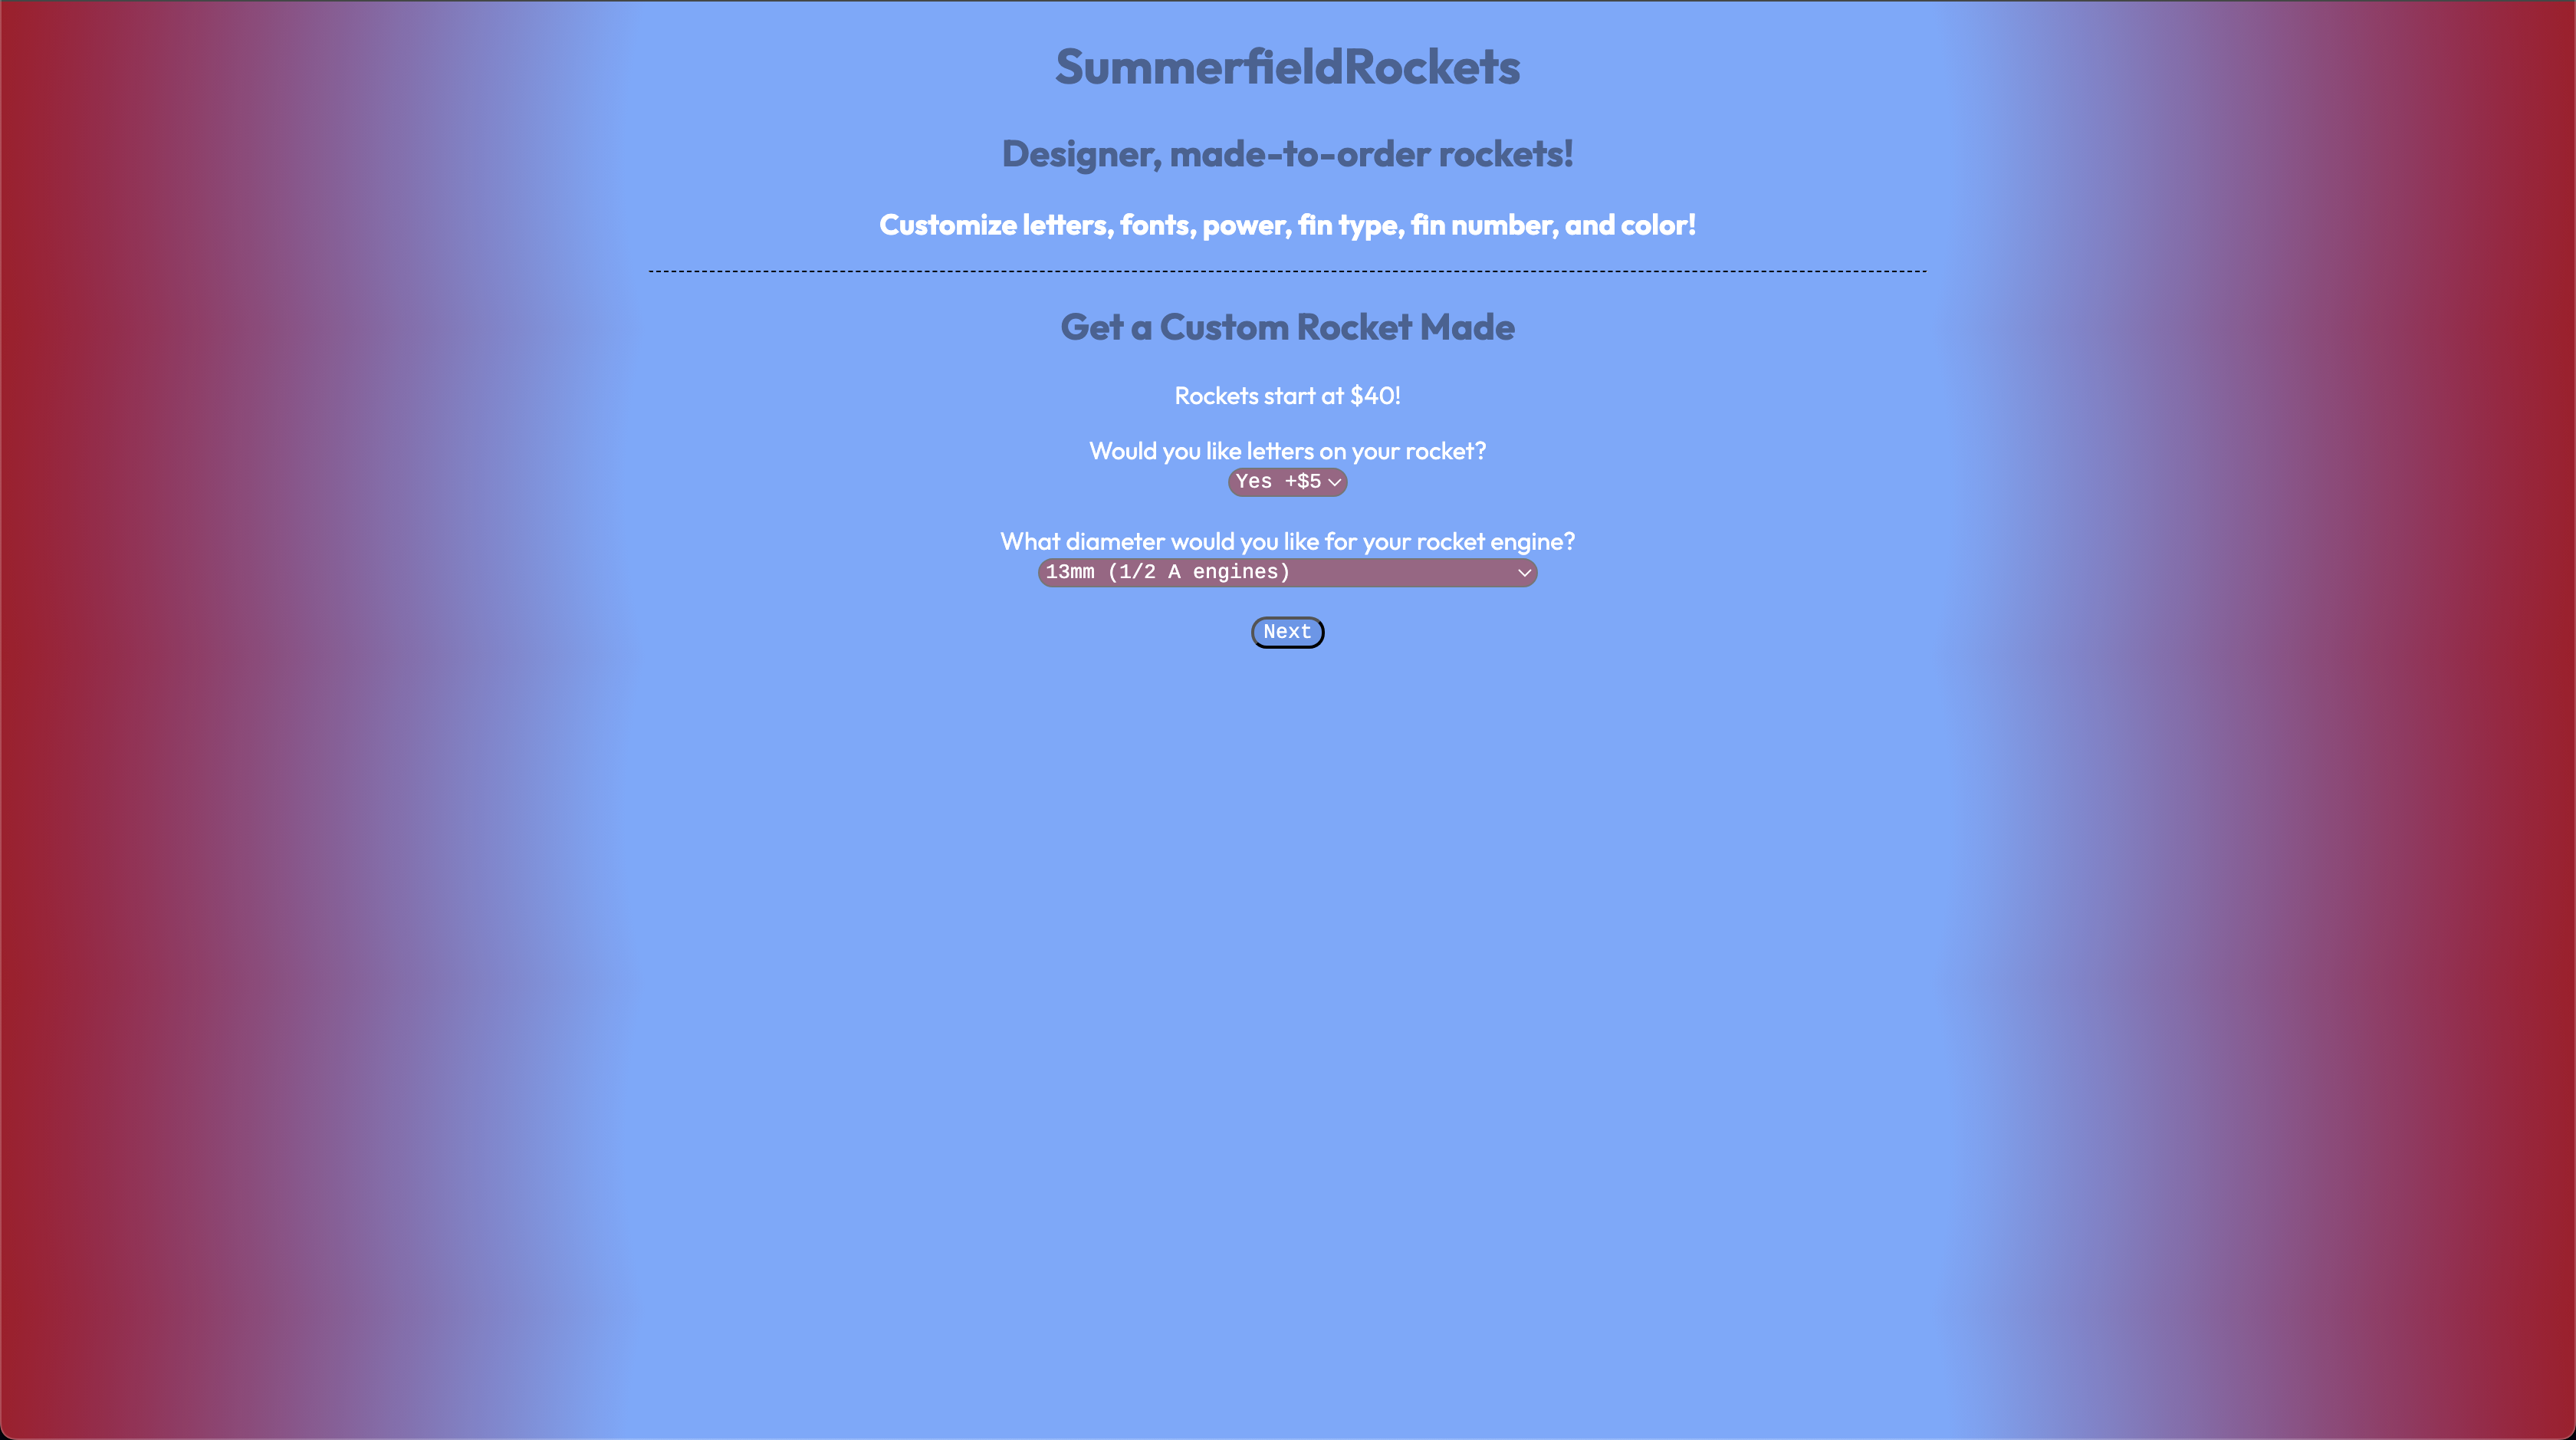 SummerfieldRockets
Designer, made-to-order rockets!
Customize letters, fonts, power, fin type, fin number, and color!
Get a Custom Rocket Made
Rockets start at $40!
Would you like letters on your rocket?
Yes +$5
What diameter would you like for your rocket engine?
13mm (1/2 A engines)
Next